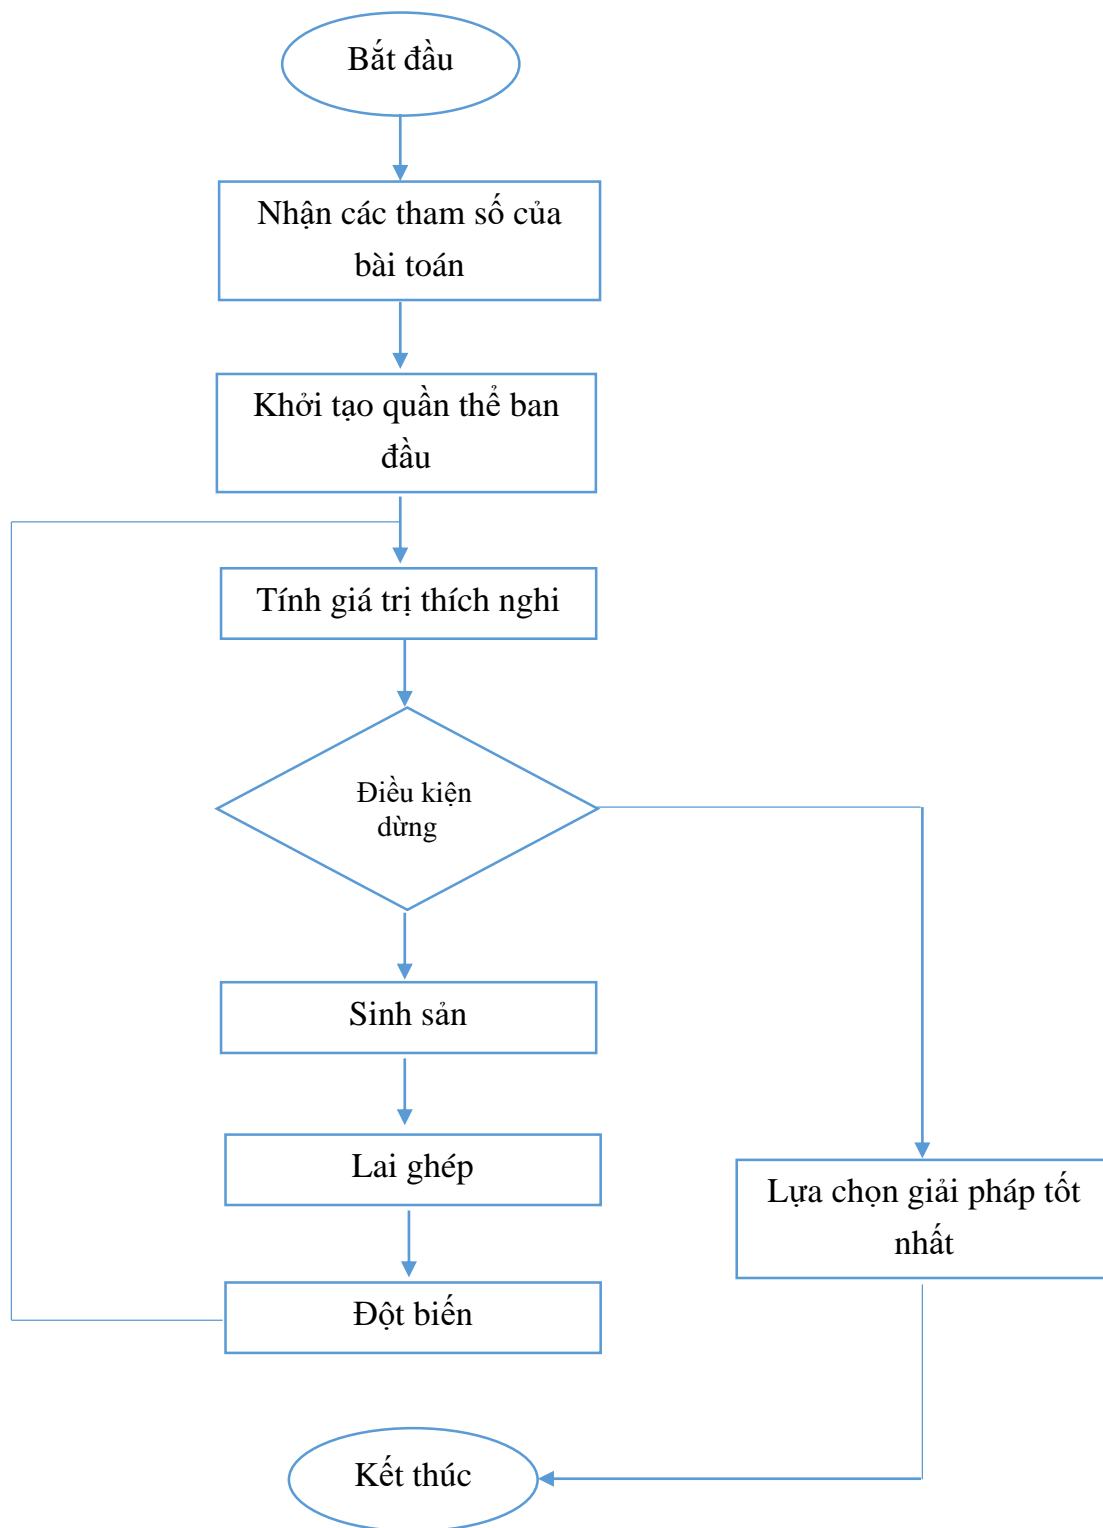 Bắt đầu
Nhận các tham số của
bài toán
Khởi tạo quần thể ban
đầu
Tính giá trị thích nghi
Điều kiện
dừng
Sinh sản
Lai ghép
Lựa chọn giải pháp tốt
nhất
Đột biến
Kết thúc